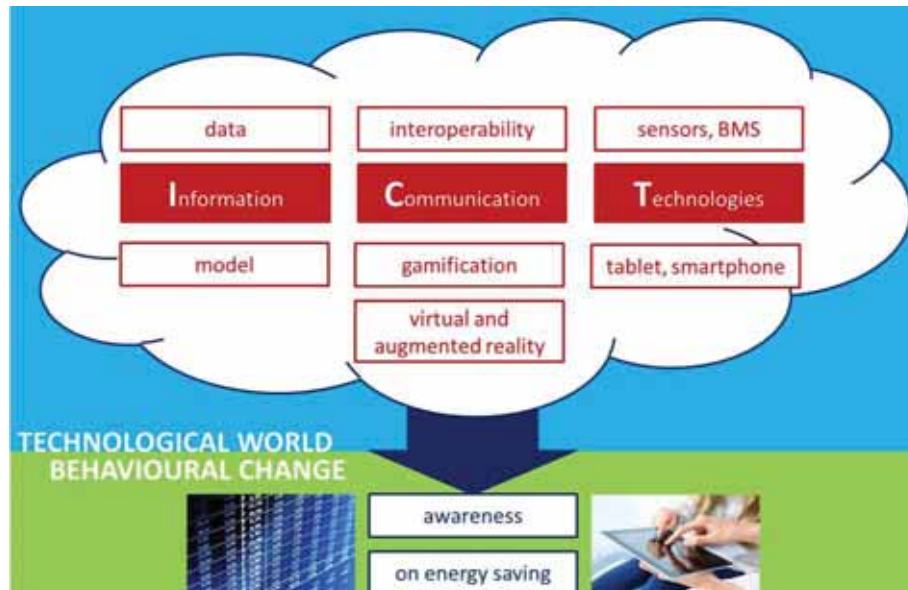 data
interoperability
sensors, BMS
Information
Communication
Technologies
model
gamification
tablet, smartphone
virtual and
augmented reality
TECHNOLOGICAL WORLD
BEHAVIOURAL CHANGE
awareness
on energy saving